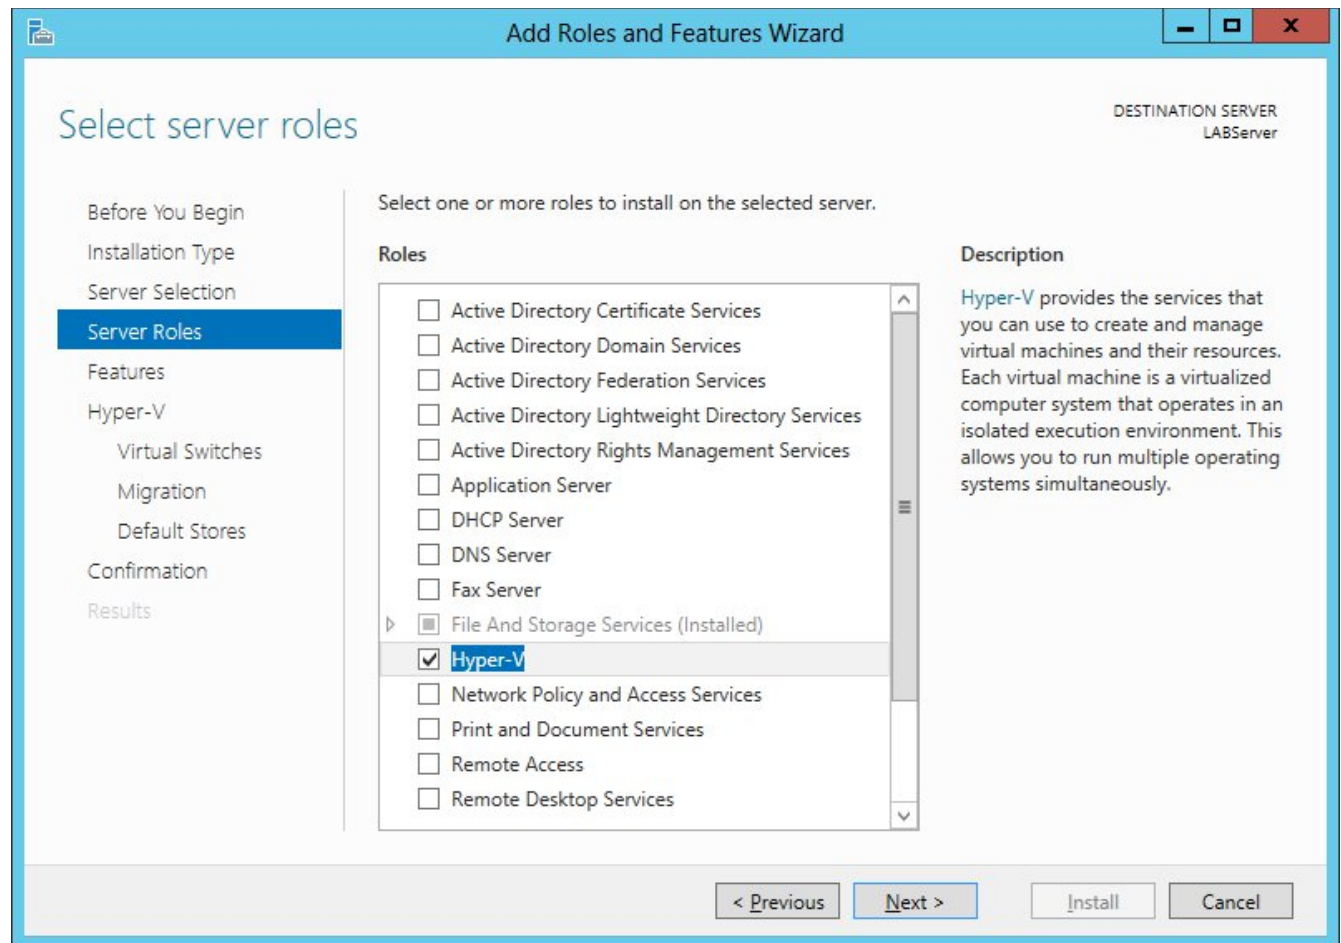 Add Roles and Features Wizard
Select server roles
DESTINATION SERVER
LABServer
Before You Begin
Installation Type
Server Selection
Server Roles
Features
Hyper-V
Virtual Switches
Migration
Default Stores
Confirmation
Results
Select one or more roles to install on the selected server.
Roles
Active Directory Certificate Services
Active Directory Domain Services
Active Directory Federation Services
Active Directory Lightweight Directory Services
Active Directory Rights Management Services
Application Server
DHCP Server
DNS Server
Fax Server
File And Storage Services (Installed)
Hyper-V
Network Policy and Access Services
Print and Document Services
Remote Access
Remote Desktop Services
Description
Hyper-V provides the services that
you can use to create and manage
virtual machines and their resources.
Each virtual machine is a virtualized
computer system that operates in an
isolated execution environment. This
allows you to run multiple operating
systems simultaneously.
< Previous
Next >
Install
Cancel